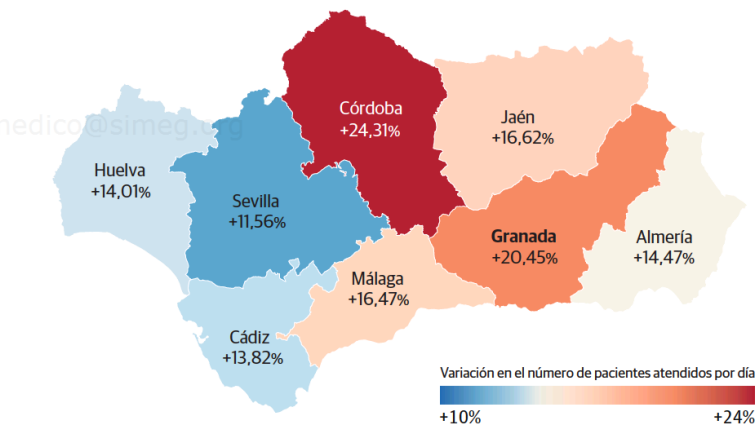 Córdoba
+24,31%
Jaén
+16,62%
medico@simeg.org
Huelva
+14,01%
Sevilla
+11,56%
Granada
+20,45%
Almería
+14,47%
Málaga
+16,47%
Cádiz
+13,82%
Variación en el número de pacientes atendidos por día
+10%
+24%